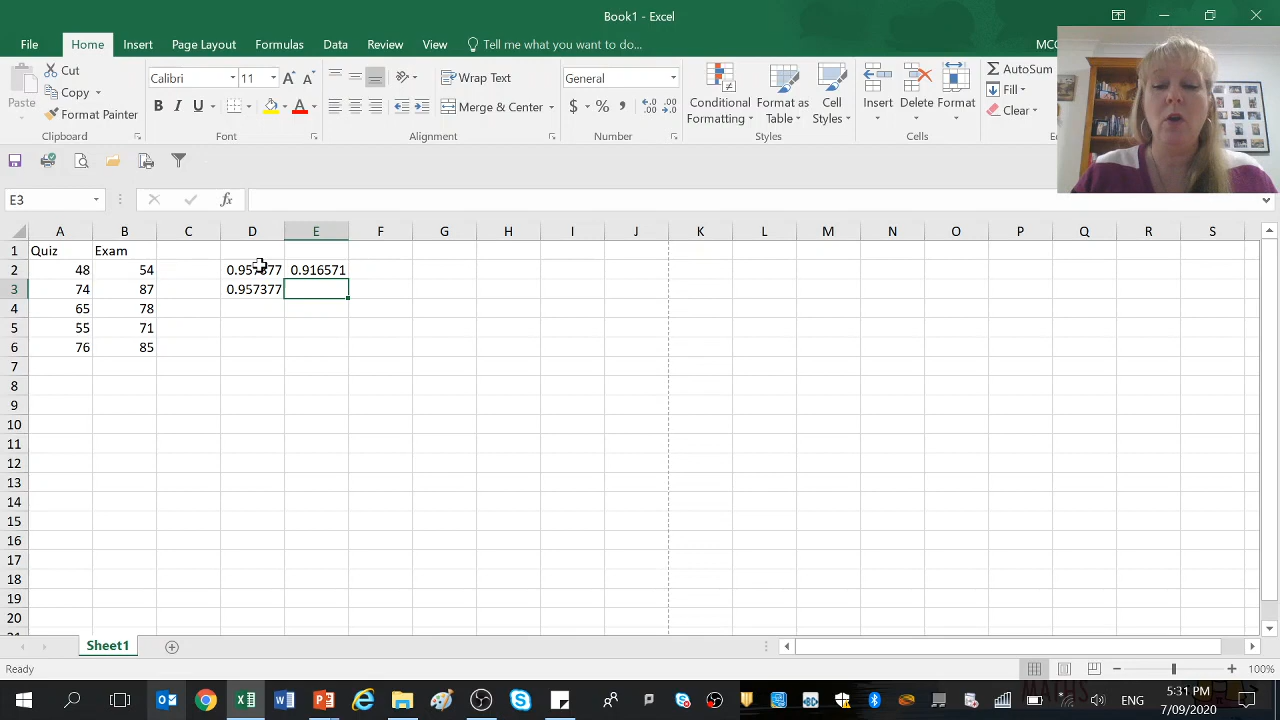 Book1 - Excel
File Home Insert Page Layout Formulas Data Review View Tell me what you want to do... MCC
Cut
Copy
Format Painter
Paste
Clipboard
Calibri 11
B I U
Font
Wrap Text
Merge & Center
Alignment
General
$ % ,
Number
Conditional Formatting
Format as Table
Cell Styles
Styles
Insert Delete Format
Cells
AutoSum
Fill
Clear
E3 fx
A B C D E F G H I J K L M N O P Q R S
1 Quiz Exam
2 48 54 0.916571
3 74 87 0.957377
4 65 78
5 55 71
6 76 85
7
8
9
10
11
12
13
14
15
16
17
18
19
20
Sheet1
Ready 100%
ENG 5:31 PM
7/09/2020